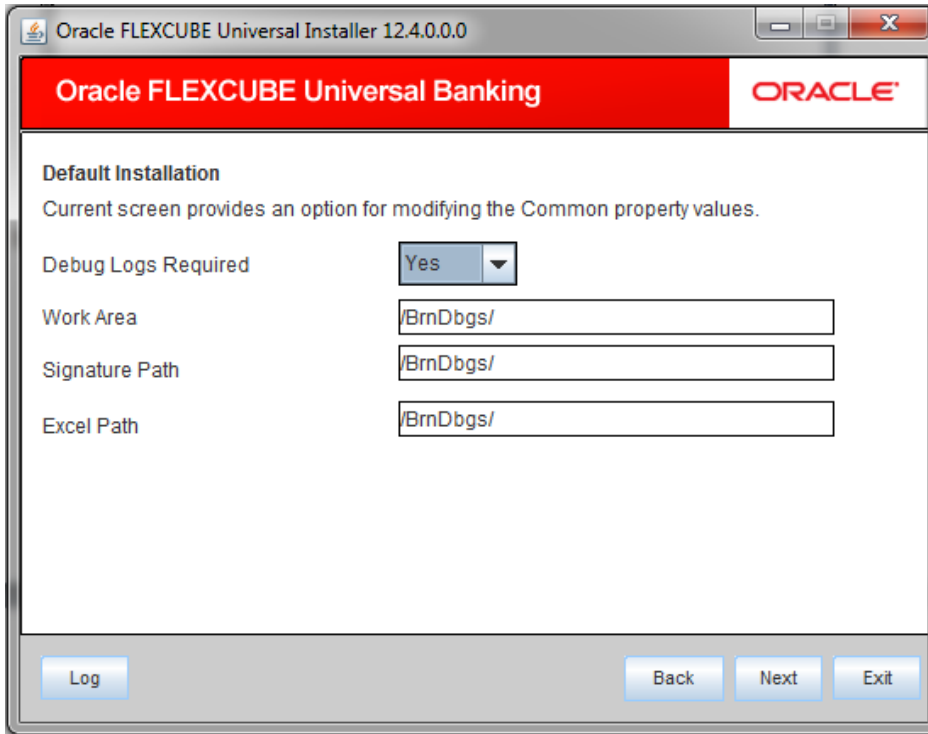 Oracle FLEXCUBE Universal Installer 12.4.0.0.0
Oracle FLEXCUBE Universal Banking
ORACLE
Default Installation
Current screen provides an option for modifying the Common property values.
Debug Logs Required Yes
Work Area /BrnDbgs/
Signature Path /BrnDbgs/
Excel Path /BrnDbgs/
Log Back Next Exit